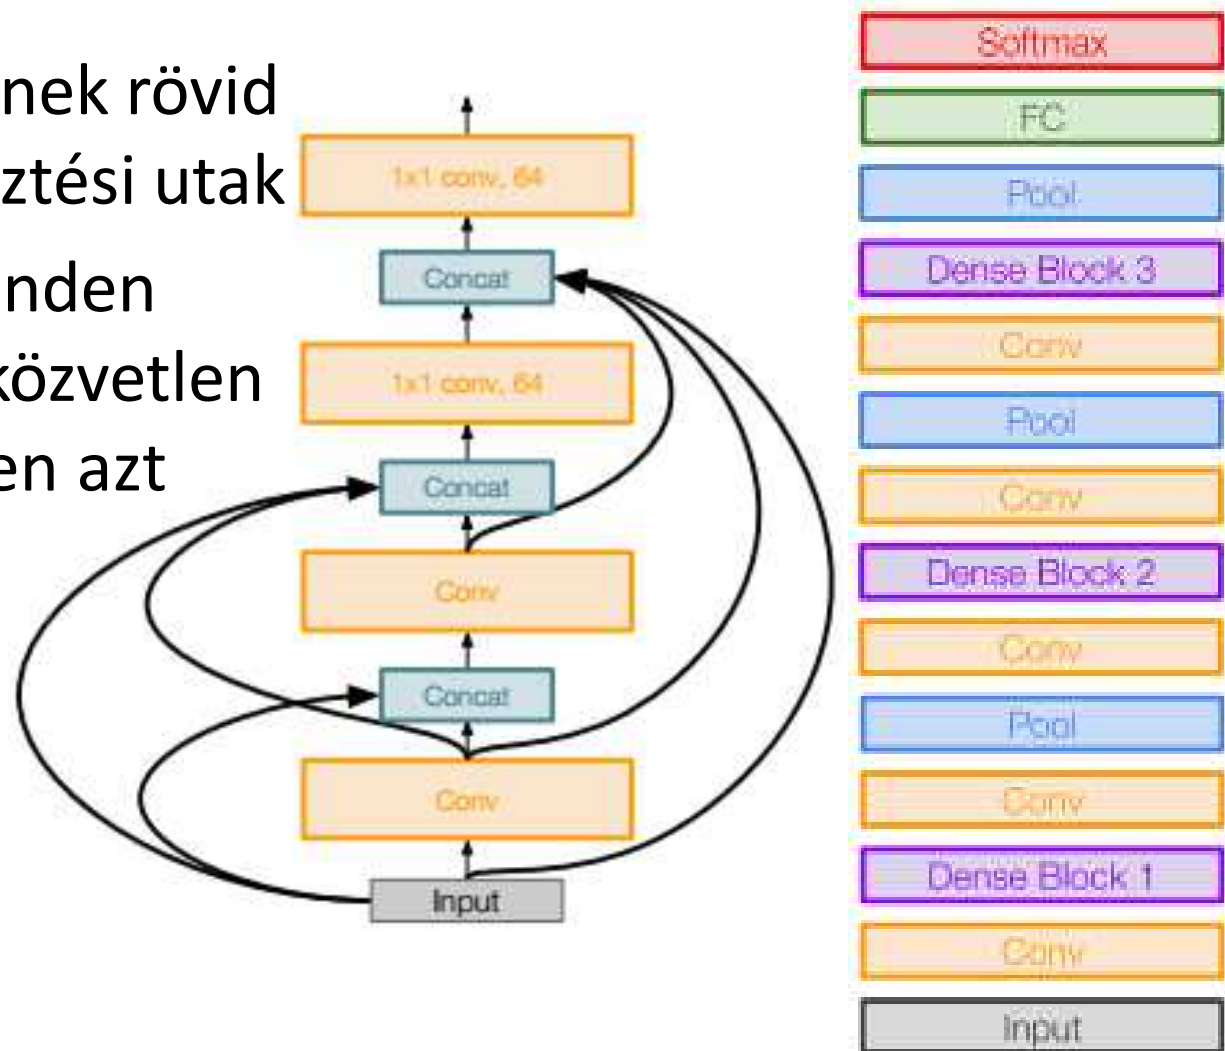 nek rövid
ztési utak
nden
közvetlen
en azt
1x1 conv, 64
Concat
1x1 conv, 64
Concat
Conv
Concat
Conv
Input
Softmax
FC
Pool
Dense Block 3
Conv
Pool
Conv
Dense Block 2
Conv
Pool
Conv
Dense Block 1
Conv
Input